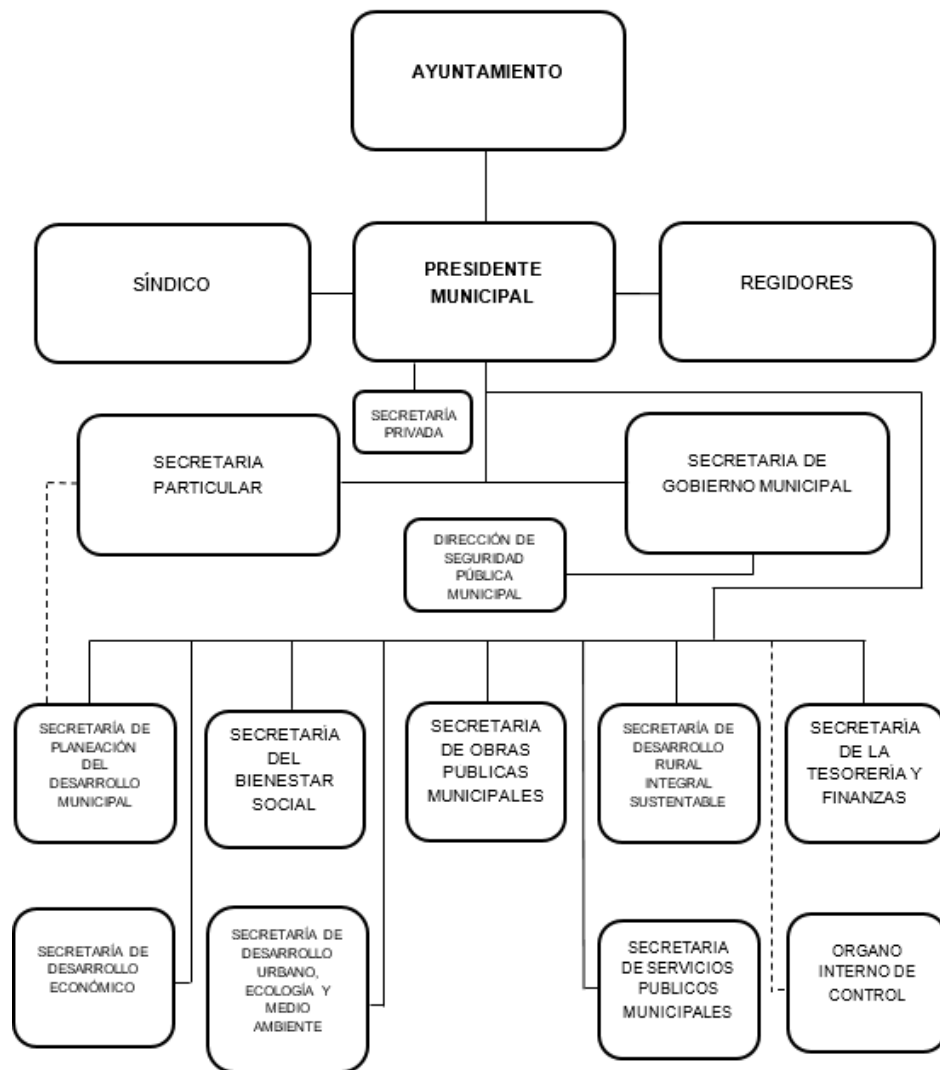 AYUNTAMIENTO
SÍNDICO
PRESIDENTE
MUNICIPAL
REGIDORES
SECRETARÍA
PRIVADA
SECRETARIA
PARTICULAR
SECRETARIA DE
GOBIERNO MUNICIPAL
DIRECCIÓN DE
SEGURIDAD
PÚBLICA
MUNICIPAL
SECRETARÍA DE
PLANEACIÓN
DEL
DESARROLLO
MUNICIPAL
SECRETARÌA
DEL
BIENESTAR
SOCIAL
SECRETARIA
DE OBRAS
PUBLICAS
MUNICIPALES
SECRETARÍA DE
DESARROLLO
RURAL
INTEGRAL
SUSTENTABLE
SECRETARÌA
DE LA
TESORERÌA Y
FINANZAS
SECRETARÍA DE
DESARROLLO
ECONÓMICO
SECRETARÍA DE
DESARROLLO
URBANO,
ECOLOGÍA Y
MEDIO
AMBIENTE
SECRETARIA
DE SERVICIOS
PUBLICOS
MUNICIPALES
ORGANO
INTERNO DE
CONTROL